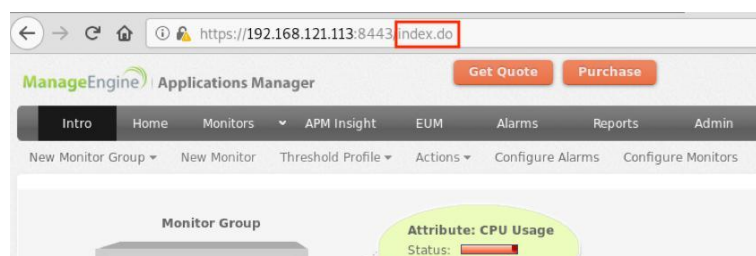 https://192.168.121.113:8443/index.do
ManageEngine Applications Manager
Get Quote Purchase
Intro Home Monitors APM Insight EUM Alarms Reports Admin
New Monitor Group New Monitor Threshold Profile Actions Configure Alarms Configure Monitors
Monitor Group
Attribute: CPU Usage
Status: